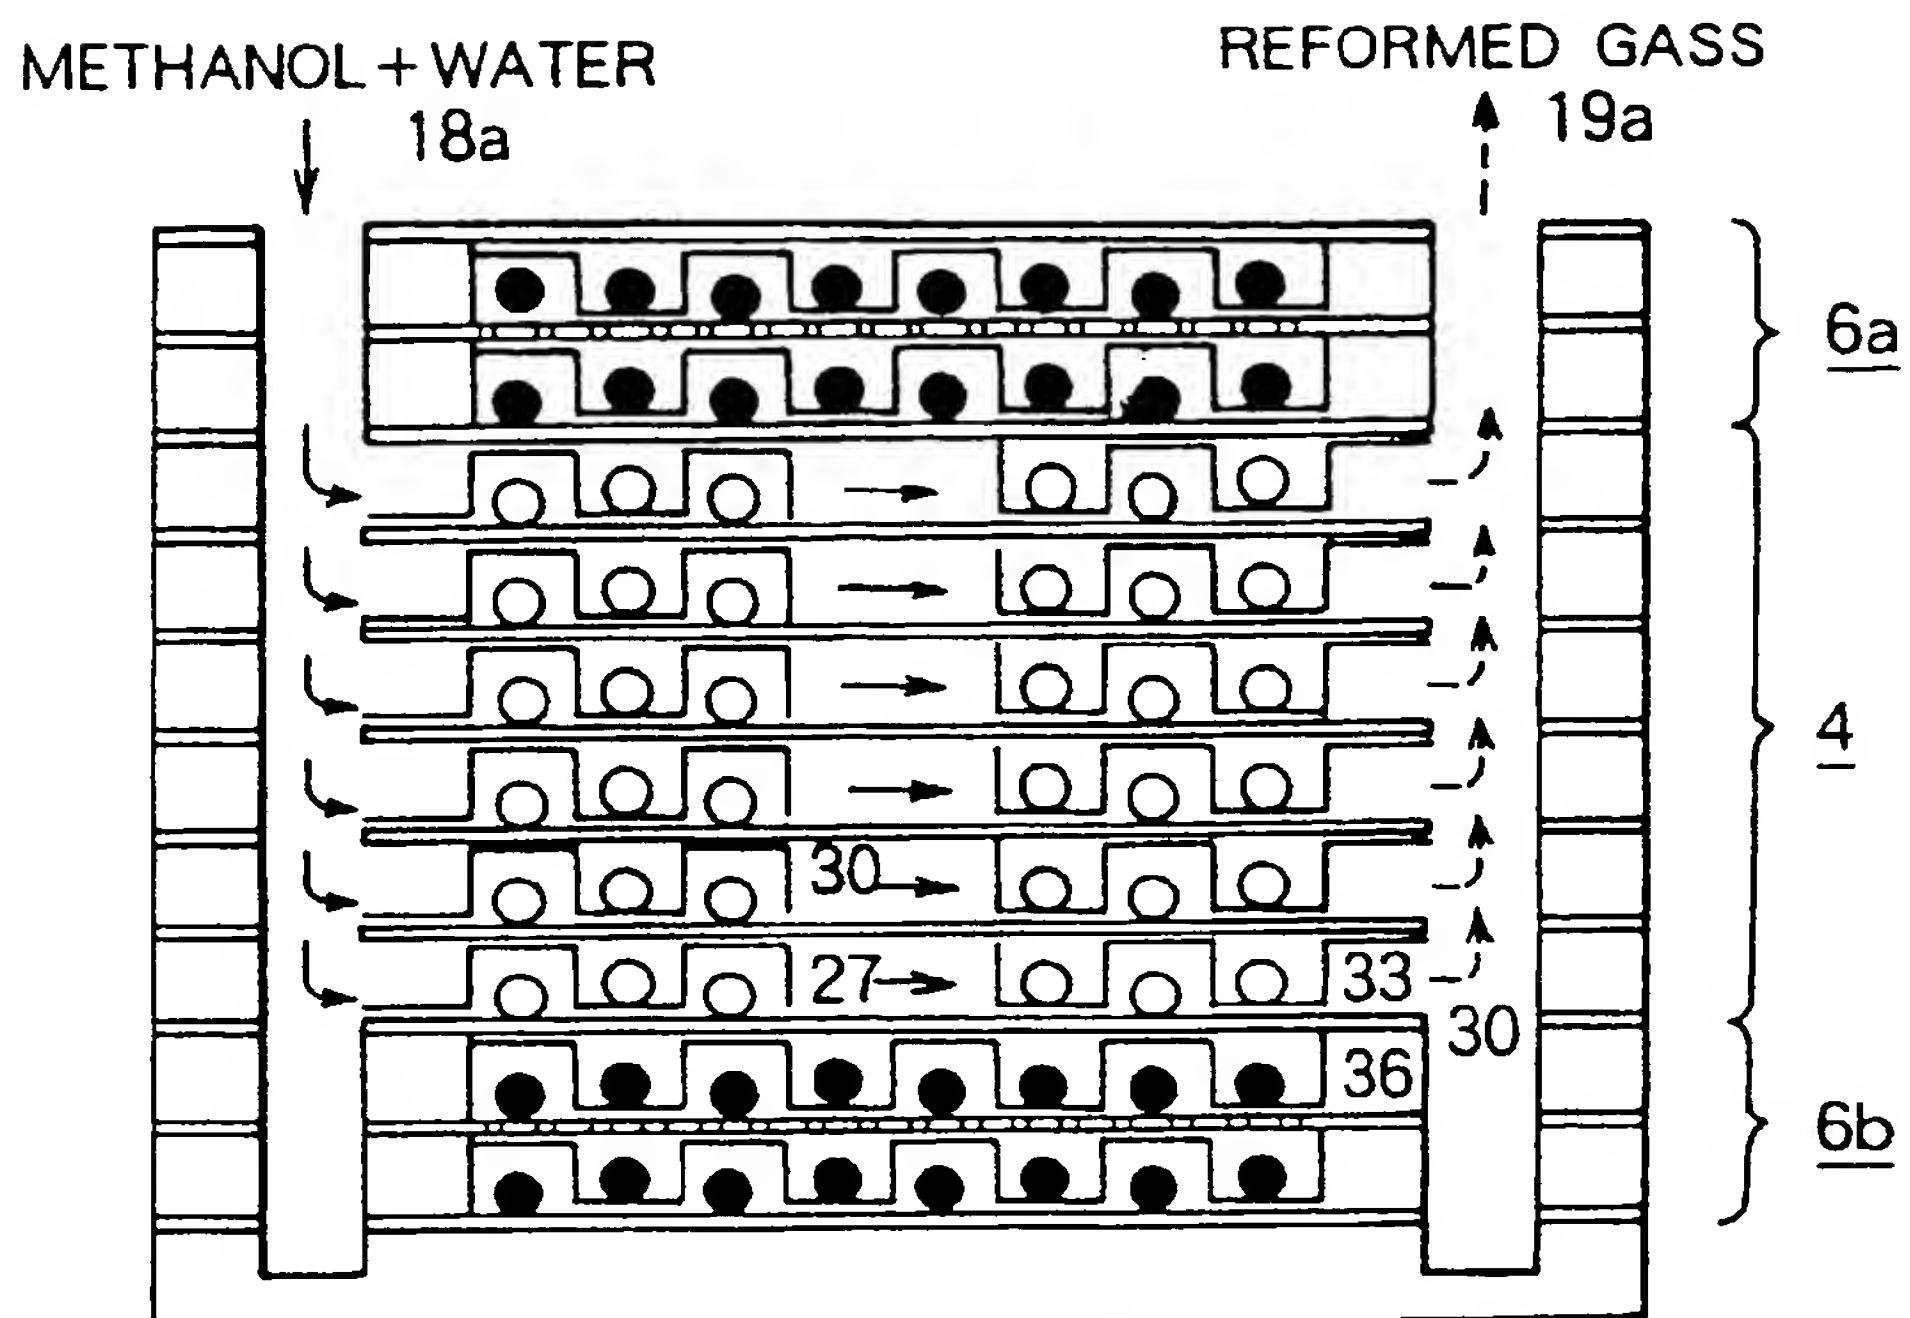 METHANOL + WATER
18a
REFORMED GASS
19a
6a
4
30
27
33
30
36
6b